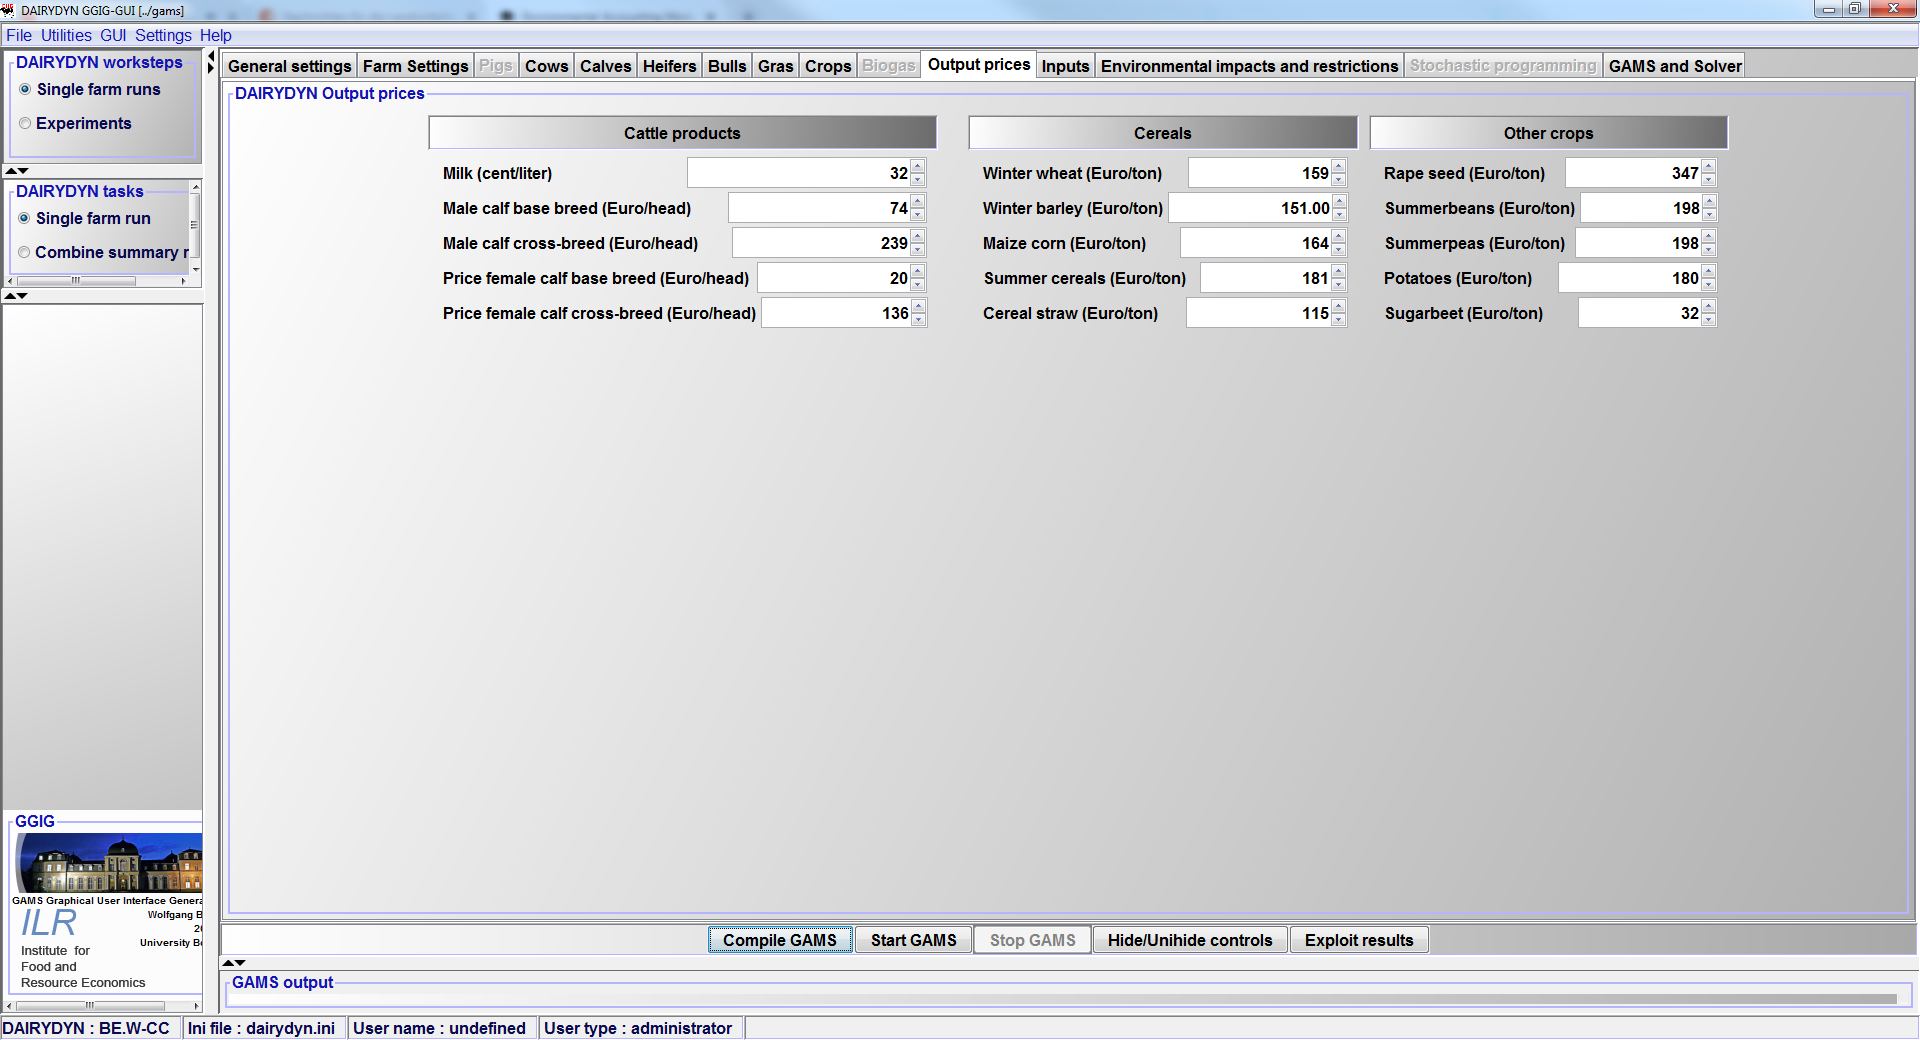 DAIRYDYN GGIG-GUI [../gams]
File Utilities GUI Settings Help
DAIRYDYN worksteps
Single farm runs
Experiments
DAIRYDYN tasks
Single farm run
Combine summary r
General settings Farm Settings Pigs Cows Calves Heifers Bulls Gras Crops Biogas Output prices Inputs Environmental impacts and restrictions Stochastic programming GAMS and Solver
DAIRYDYN Output prices
Cattle products
Milk (cent/liter) 32
Male calf base breed (Euro/head) 74
Male calf cross-breed (Euro/head) 239
Price female calf base breed (Euro/head) 20
Price female calf cross-breed (Euro/head) 136
Cereals
Winter wheat (Euro/ton) 159
Winter barley (Euro/ton) 151.00
Maize corn (Euro/ton) 164
Summer cereals (Euro/ton) 181
Cereal straw (Euro/ton) 115
Other crops
Rape seed (Euro/ton) 347
Summerbeans (Euro/ton) 198
Summerpeas (Euro/ton) 198
Potatoes (Euro/ton) 180
Sugarbeet (Euro/ton) 32
GGIG
GAMS Graphical User Interface Genera
Wolfgang B
20
University Bo
ILR
Institute for
Food and
Resource Economics
Compile GAMS Start GAMS Stop GAMS Hide/Unihide controls Exploit results
GAMS output
DAIRYDYN : BE.W-CC Ini file : dairydyn.ini User name : undefined User type : administrator